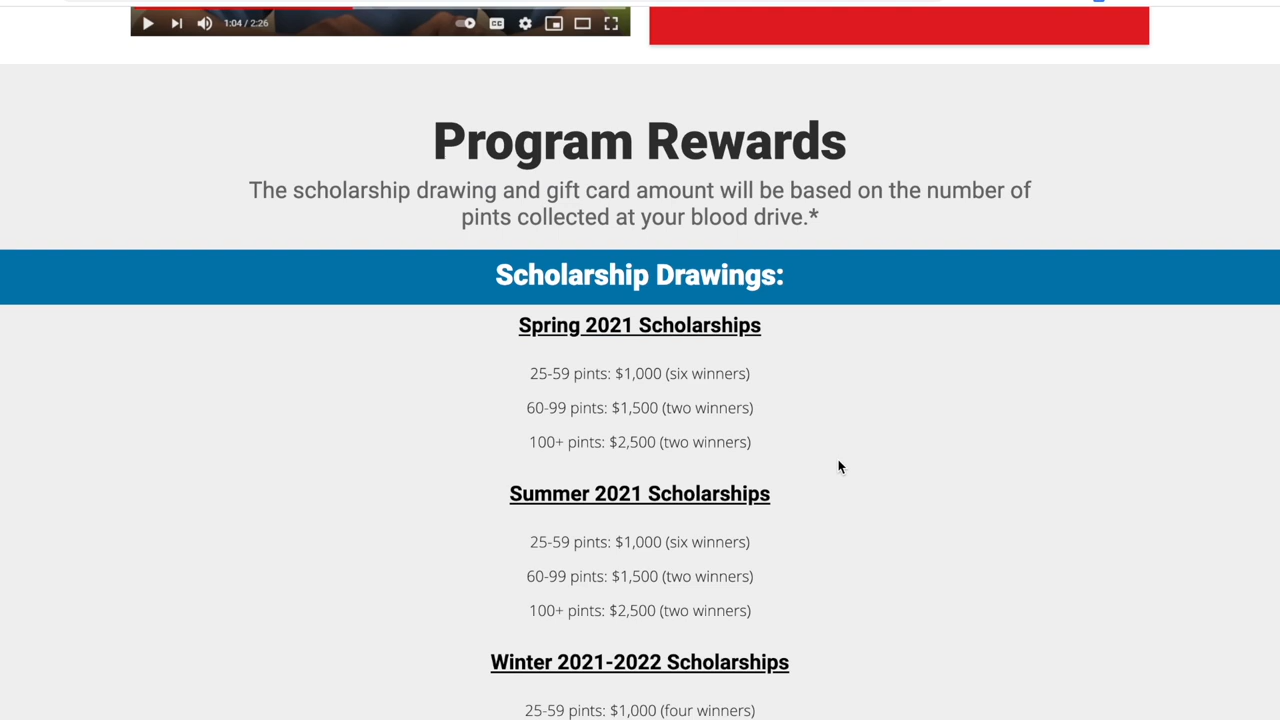 1:04 / 2:26
CC
Program Rewards
The scholarship drawing and gift card amount will be based on the number of
pints collected at your blood drive.*
Scholarship Drawings:
Spring 2021 Scholarships
25-59 pints: $1,000 (six winners)
60-99 pints: $1,500 (two winners)
100+ pints: $2,500 (two winners)
Summer 2021 Scholarships
25-59 pints: $1,000 (six winners)
60-99 pints: $1,500 (two winners)
100+ pints: $2,500 (two winners)
Winter 2021-2022 Scholarships
25-59 pints: $1,000 (four winners)